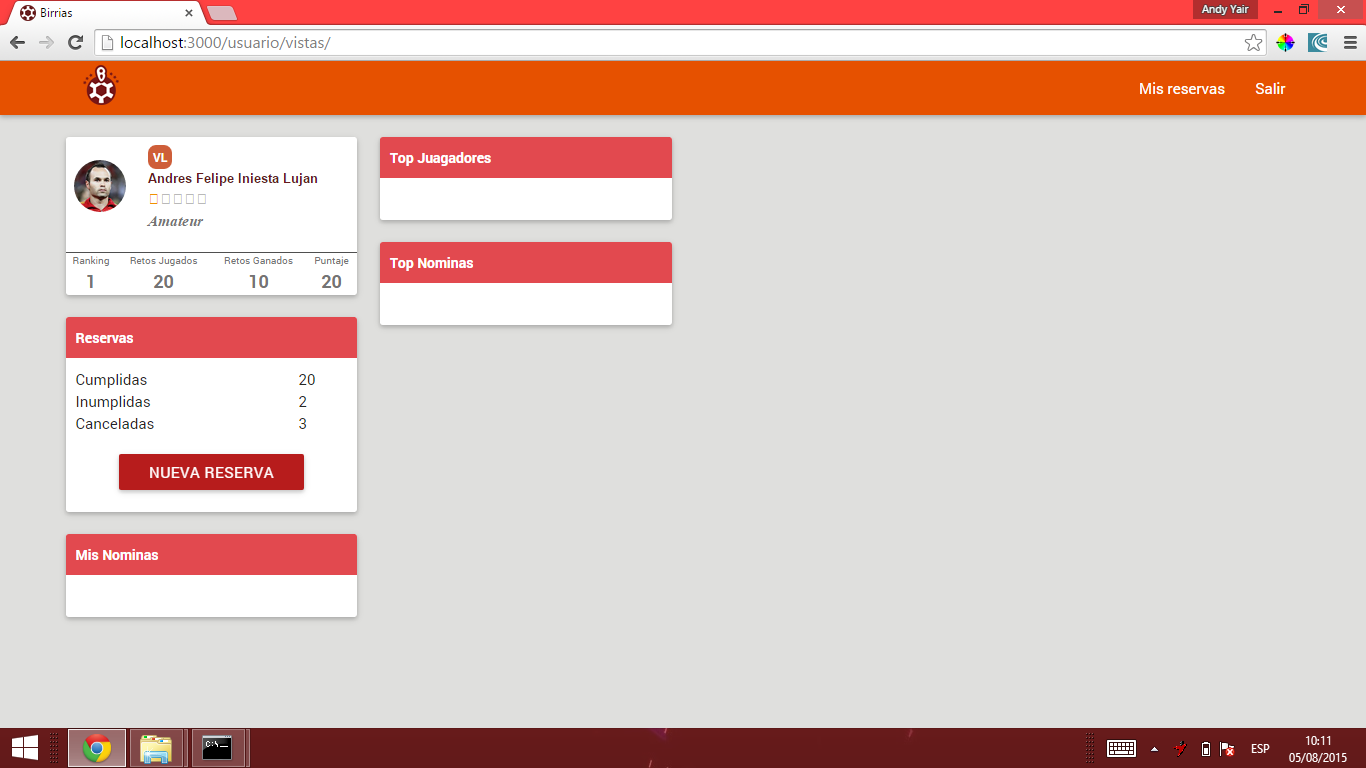 Birrias
Andy Yair
localhost:3000/usuario/vistas/
Mis reservas Salir
VL
Andres Felipe Iniesta Lujan
Amateur
Ranking Retos Jugados Retos Ganados Puntaje
1 20 10 20
Reservas
Cumplidas 20
Inumplidas 2
Canceladas 3
NUEVA RESERVA
Mis Nominas
Top Juagadores
Top Nominas
C:\_
ESP
10:11
05/08/2015